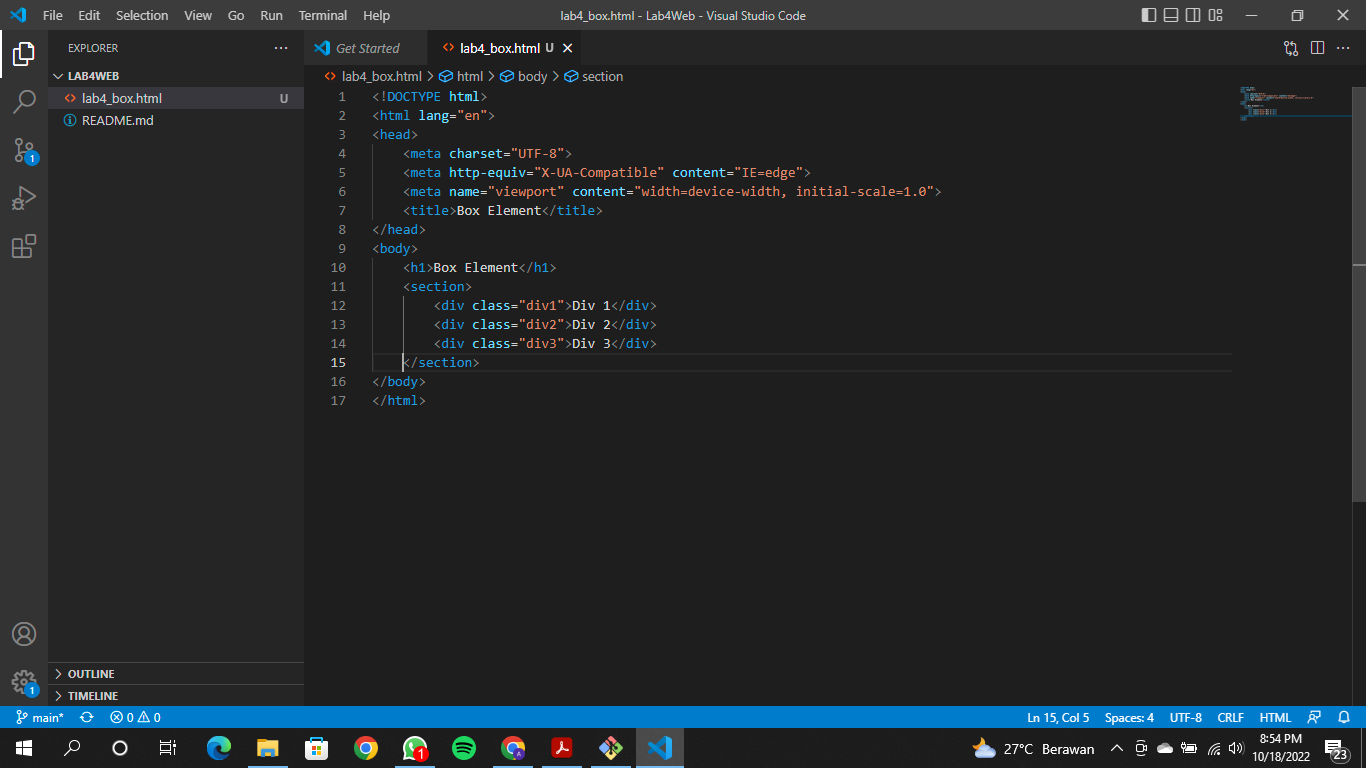 File Edit Selection View Go Run Terminal Help
lab4_box.html - Lab4Web - Visual Studio Code
EXPLORER
LAB4WEB
lab4_box.html U
README.md
OUTLINE
TIMELINE
Get Started
lab4_box.html U
lab4_box.html > html > body > section
1 <!DOCTYPE html>
2 <html lang="en">
3 <head>
4 <meta charset="UTF-8">
5 <meta http-equiv="X-UA-Compatible" content="IE=edge">
6 <meta name="viewport" content="width=device-width, initial-scale=1.0">
7 <title>Box Element</title>
8 </head>
9 <body>
10 <h1>Box Element</h1>
11 <section>
12 <div class="div1">Div 1</div>
13 <div class="div2">Div 2</div>
14 <div class="div3">Div 3</div>
15 </section>
16 </body>
17 </html>
1
1
main* 0 0 Ln 15, Col 5 Spaces: 4 UTF-8 CRLF HTML
1
A
27°C Berawan
8:54 PM
10/18/2022
23